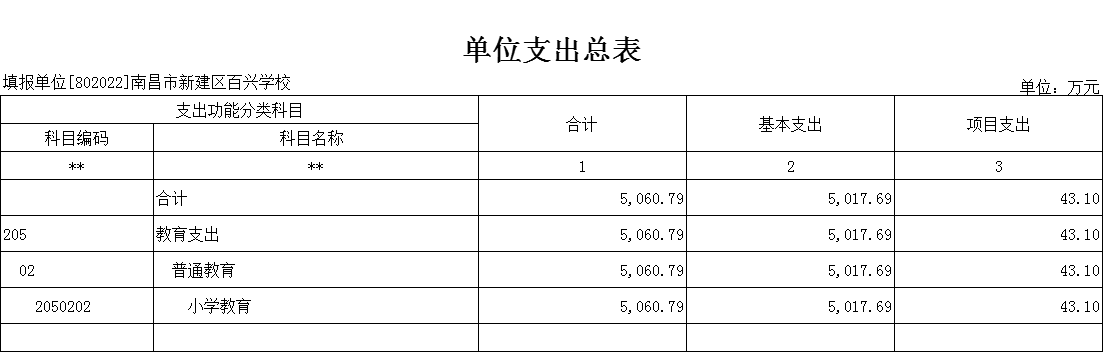 单位支出总表
填报单位[802022]南昌市新建区百兴学校 单位：万元
支出功能分类科目 合计 基本支出 项目支出
科目编码 科目名称
** ** 1 2 3
合计 5,060.79 5,017.69 43.10
205 教育支出 5,060.79 5,017.69 43.10
02 普通教育 5,060.79 5,017.69 43.10
2050202 小学教育 5,060.79 5,017.69 43.10